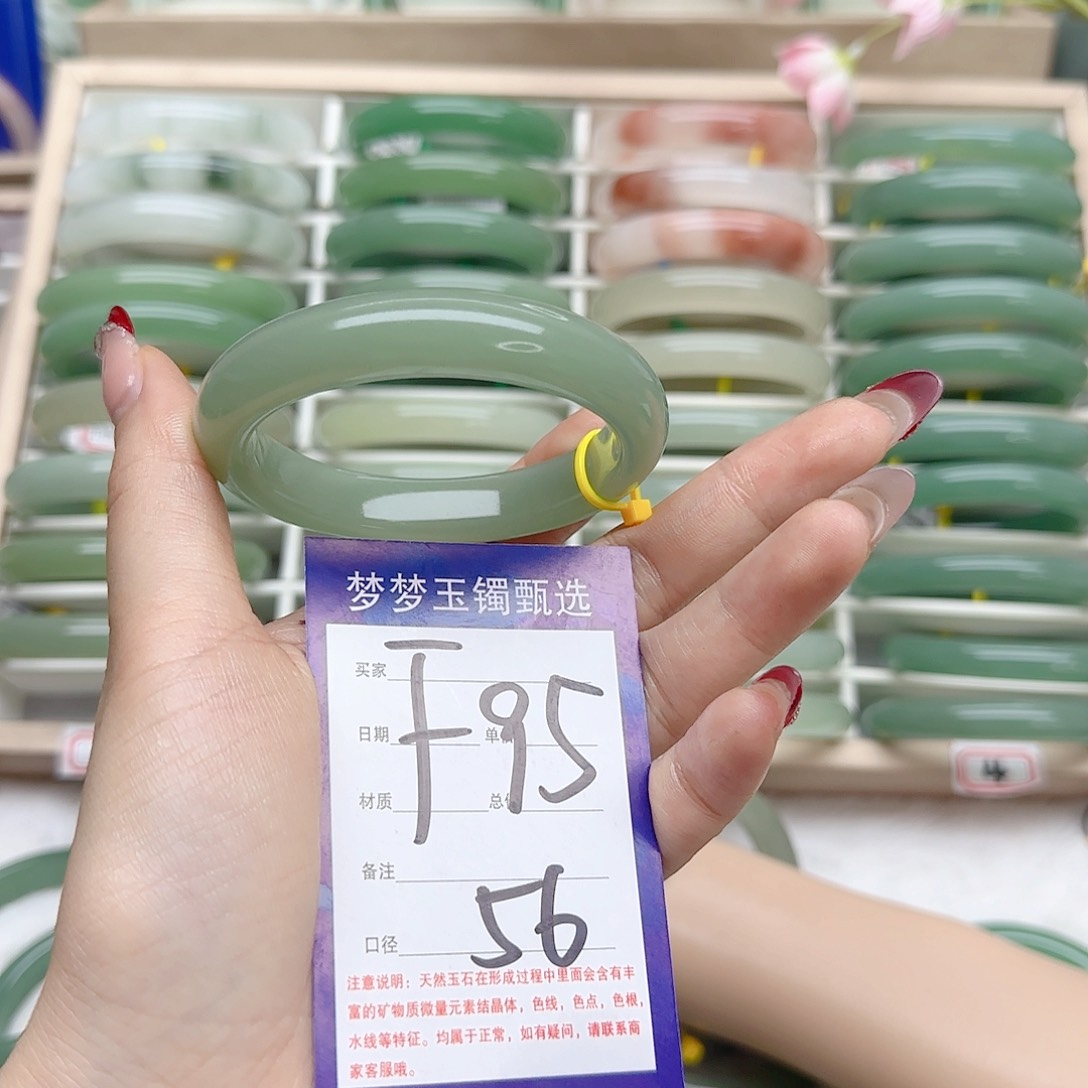 梦梦玉镯甄选
买家
F95
日期 单
材质 总
备注
口径 56
注意说明：天然玉石在形成过程中里面会含有丰
富的矿物质微量元素结晶体，色线，色点，色根，
水线等特征。均属于正常，如有疑问，请联系商
家客服哦。